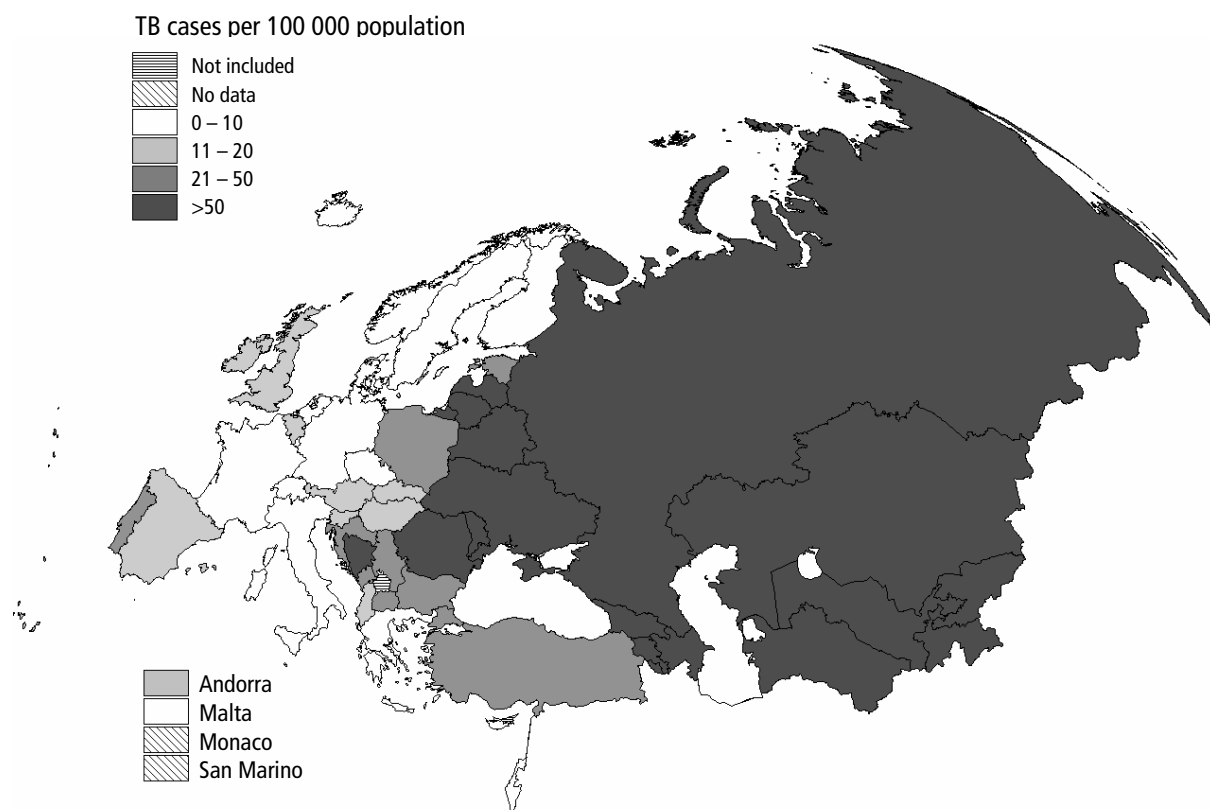 TB cases per 100 000 population
Not included
No data
0 – 10
11 – 20
21 – 50
>50
Andorra
Malta
Monaco
San Marino